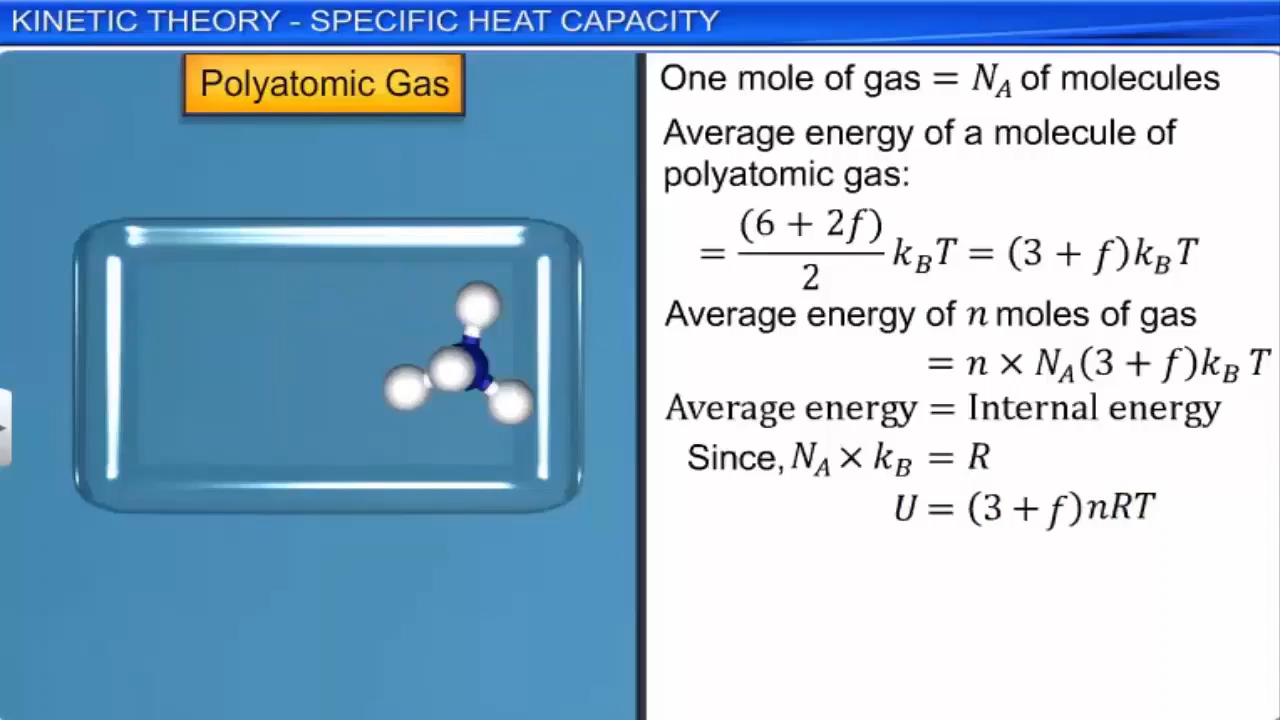 KINETIC THEORY - SPECIFIC HEAT CAPACITY
Polyatomic Gas
One mole of gas = N_A of molecules
Average energy of a molecule of
polyatomic gas:
= (6 + 2f)/2 k_B T = (3 + f)k_B T
Average energy of n moles of gas
= n × N_A(3 + f)k_B T
Average energy = Internal energy
Since, N_A × k_B = R
U = (3 + f)nRT